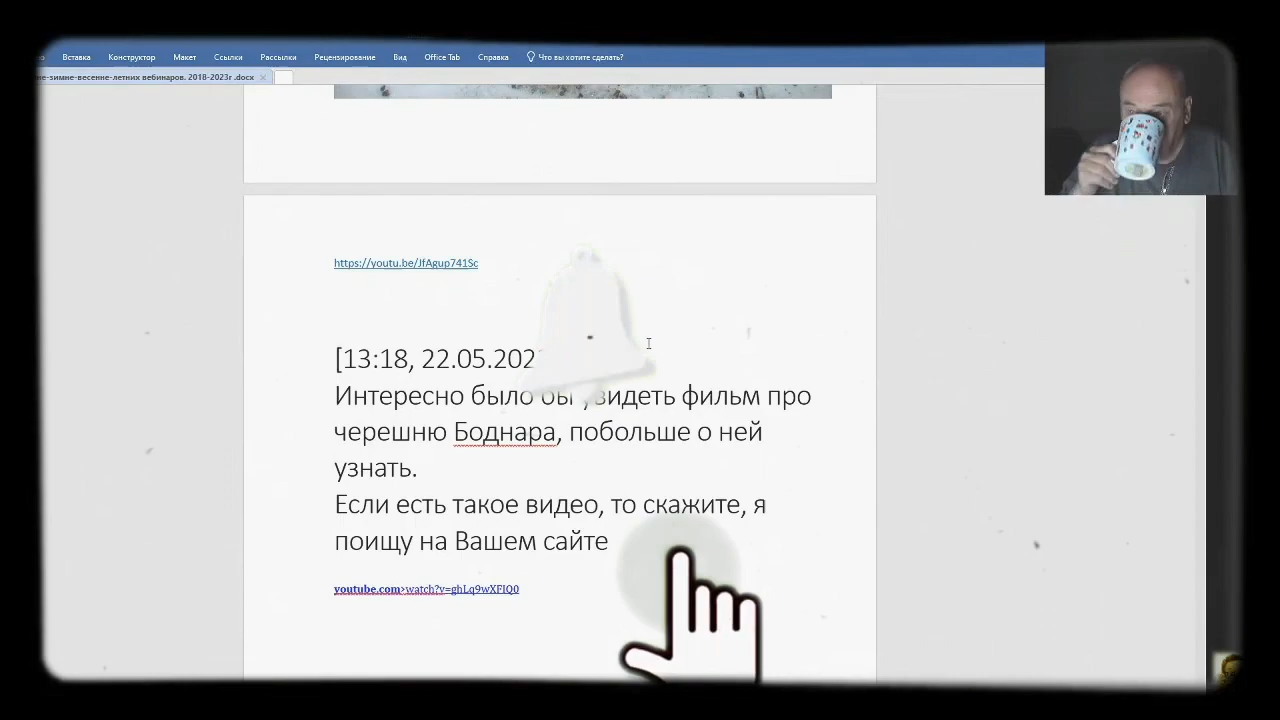 Вставка Конструктор Макет Ссылки Рассылки Рецензирование Вид Office Tab Справка Что вы хотите сделать?
не-зимне-весенне-летних вебинаров. 2018-2023г .docx
https://youtu.be/JfAgup741Sc
[13:18, 22.05.202
Интересно было бы увидеть фильм про
черешню Боднара, побольше о ней
узнать.
Если есть такое видео, то скажите, я
поищу на Вашем сайте
youtube.com›watch?v=ghLq9wXFIQ0